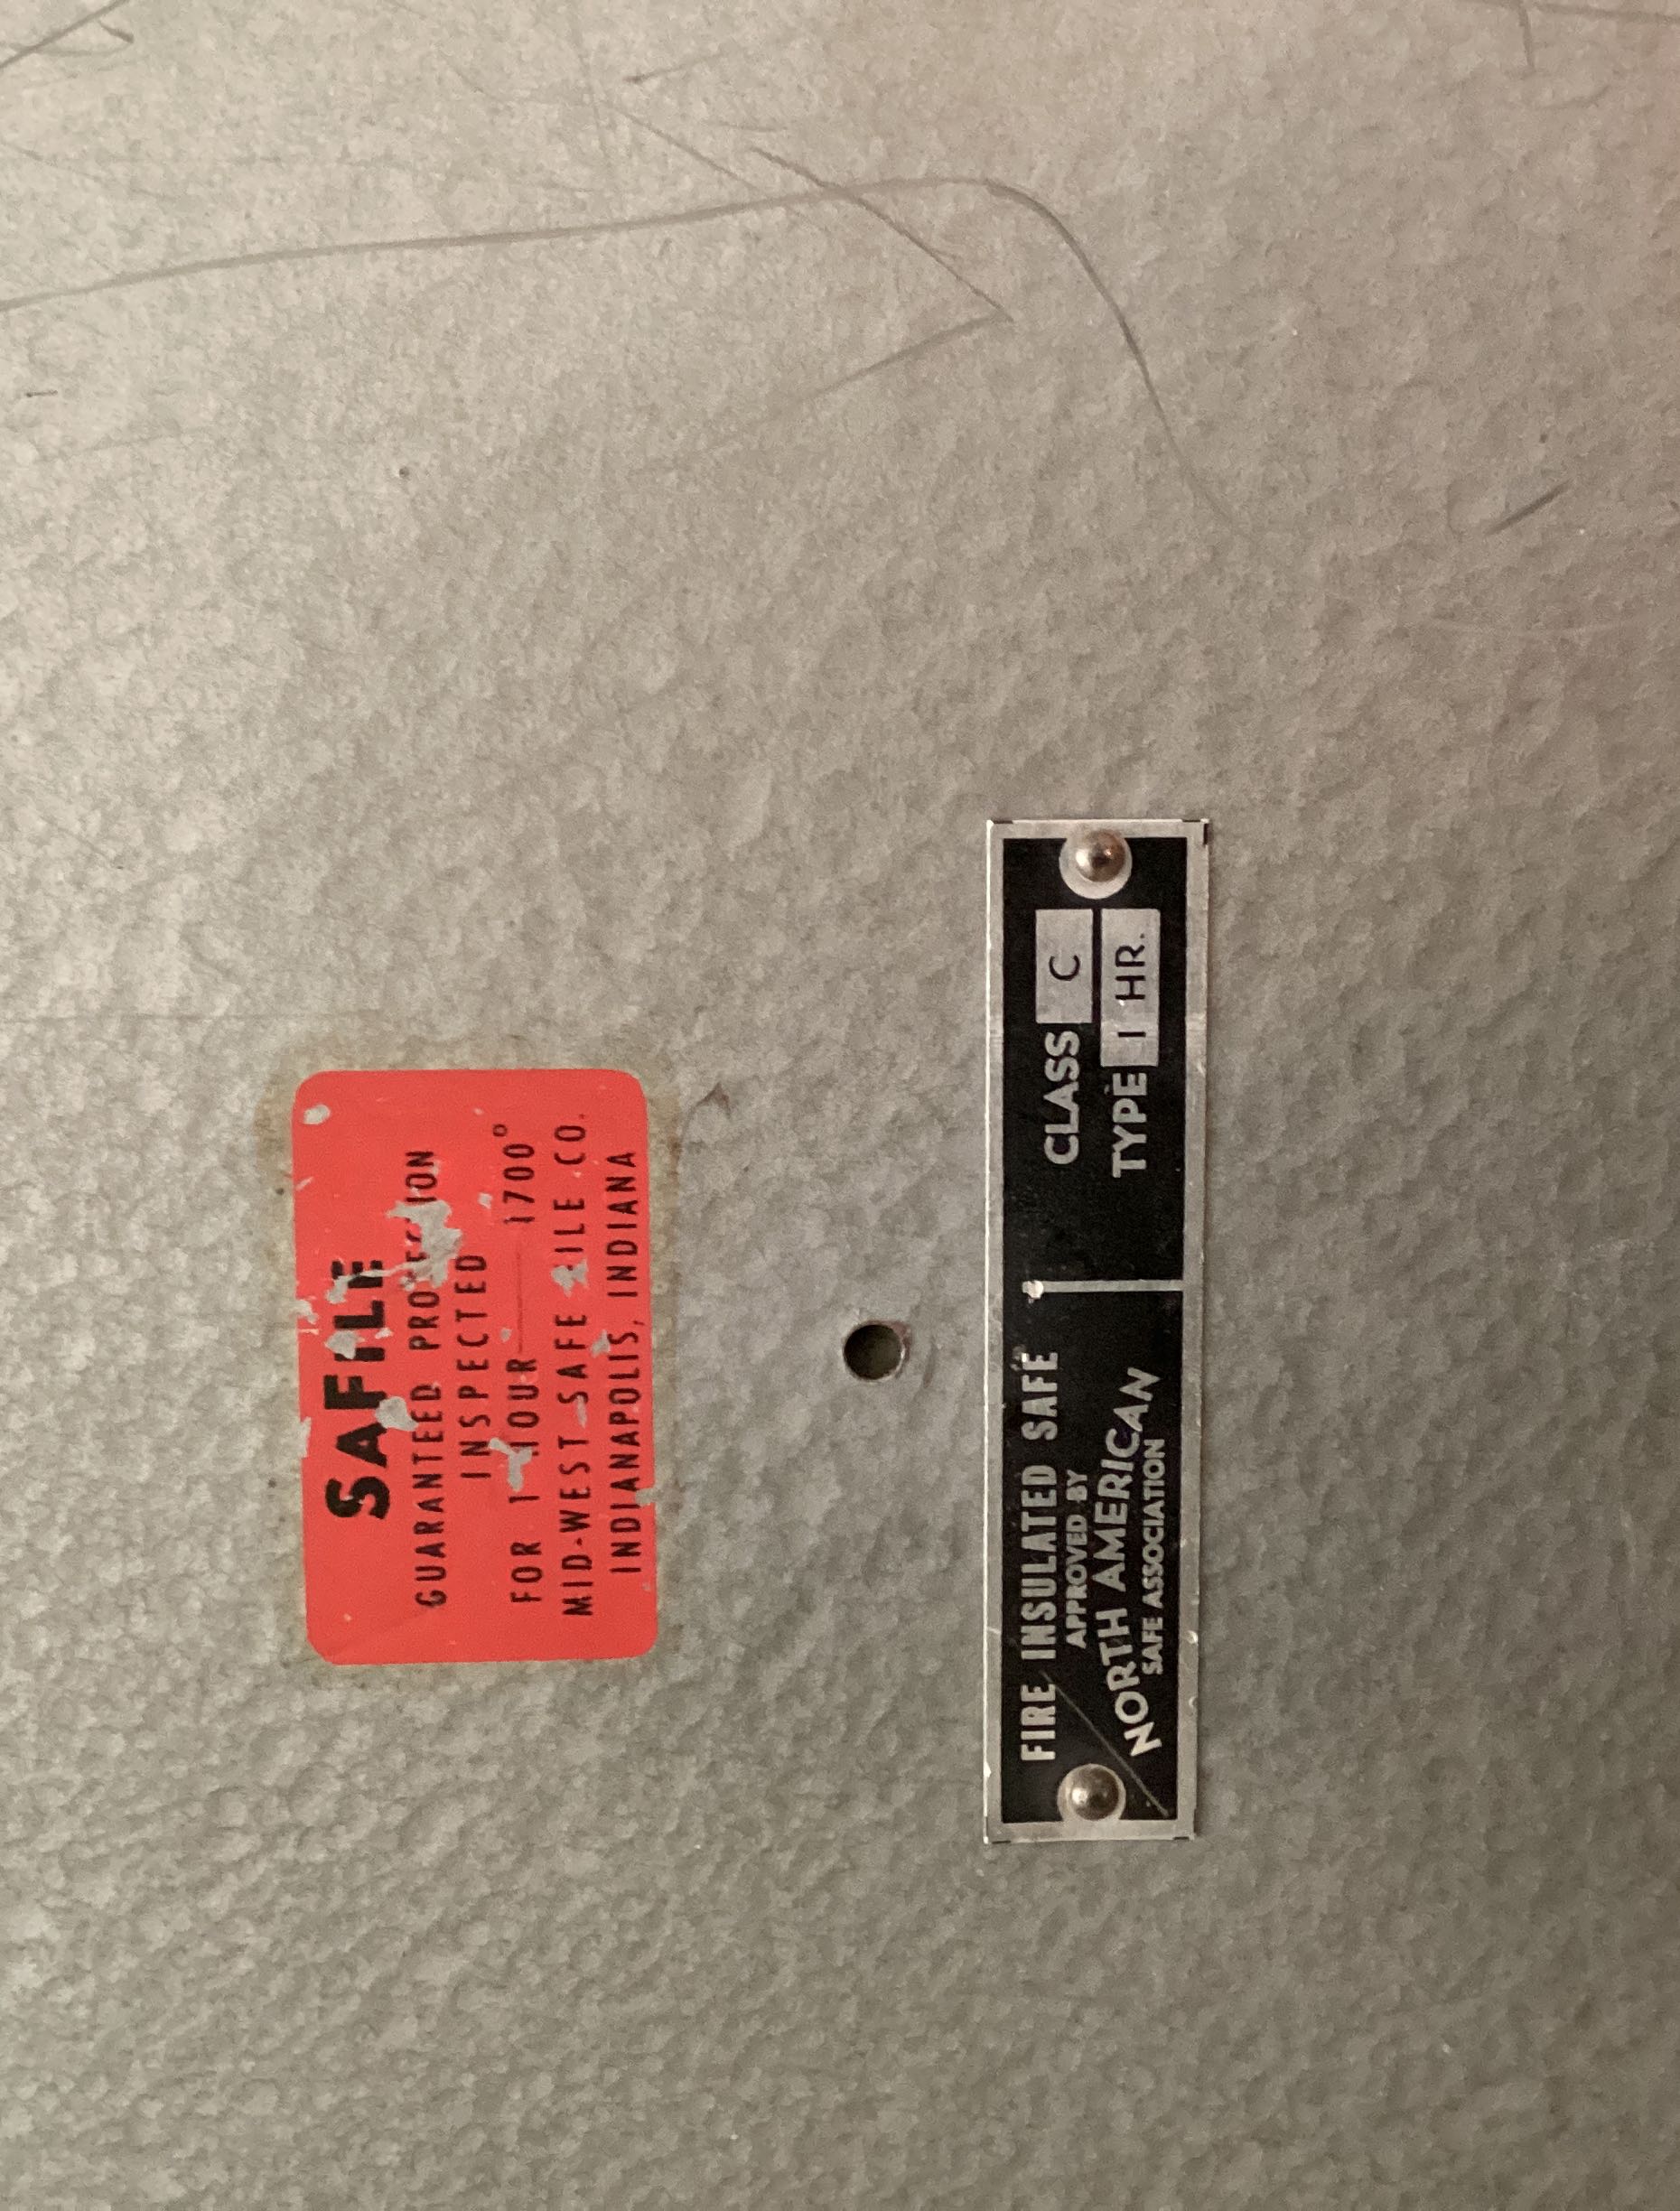 SAFILE
GUARANTEED PROTECTION
INSPECTED
FOR 1 HOUR 1700°
MID-WEST SAFE FILE CO.
INDIANAPOLIS, INDIANA
FIRE INSULATED SAFE
APPROVED BY
NORTH AMERICAN
SAFE ASSOCIATION
CLASS C
TYPE 1 HR.